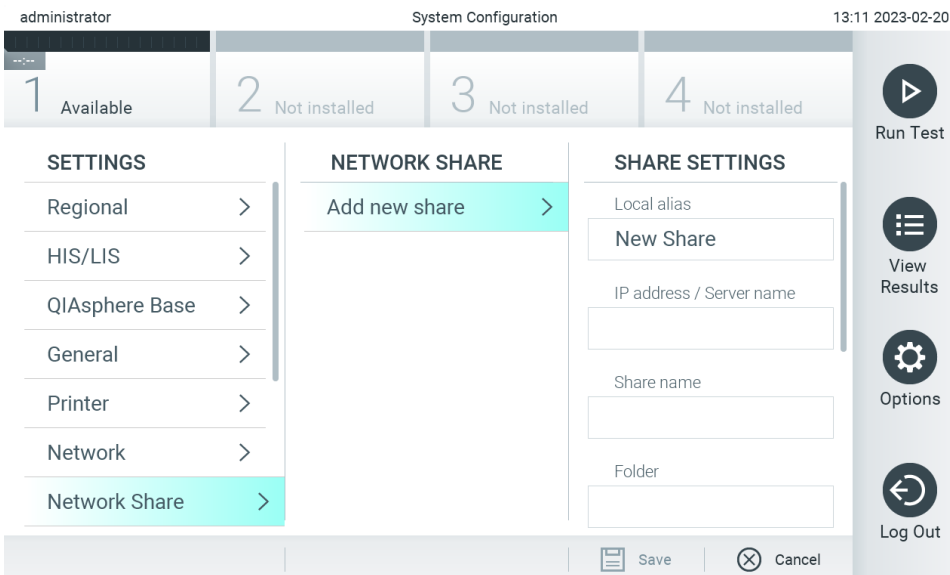 administrator
System Configuration
13:11 2023-02-20
--:--
1 Available
2 Not installed
3 Not installed
4 Not installed
Run Test
View
Results
Options
Log Out
SETTINGS
Regional
HIS/LIS
QIAsphere Base
General
Printer
Network
Network Share
NETWORK SHARE
Add new share
SHARE SETTINGS
Local alias
New Share
IP address / Server name
Share name
Folder
Save
Cancel